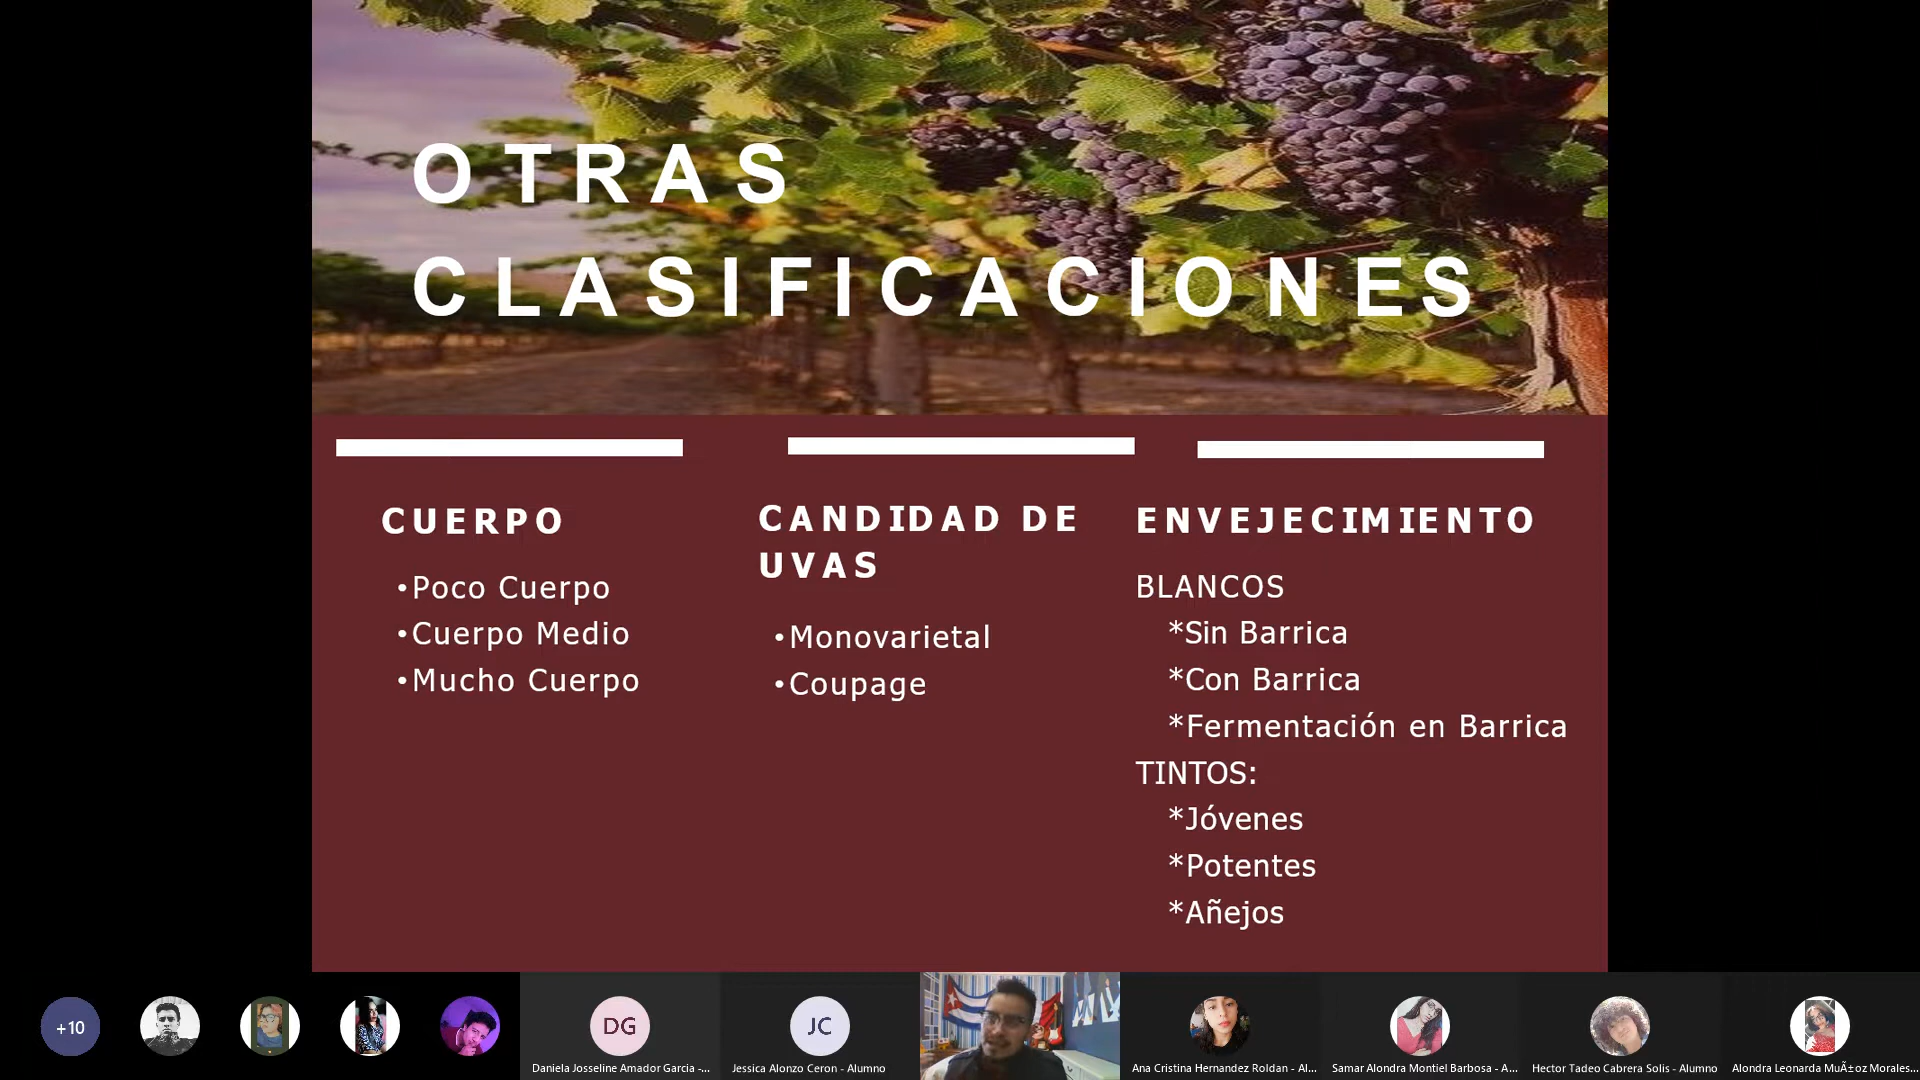 OTRAS
CLASIFICACIONES
CUERPO
•Poco Cuerpo
•Cuerpo Medio
•Mucho Cuerpo
CANDIDAD DE
UVAS
•Monovarietal
•Coupage
ENVEJECIMIENTO
BLANCOS
*Sin Barrica
*Con Barrica
*Fermentación en Barrica
TINTOS:
*Jóvenes
*Potentes
*Añejos
+10
DG
JC
Daniela Josseline Amador Garcia -...
Jessica Alonzo Ceron - Alumno
Ana Cristina Hernandez Roldan - Al...
Samar Alondra Montiel Barbosa - A...
Hector Tadeo Cabrera Solis - Alumno
Alondra Leonarda MuÃ±oz Morales...